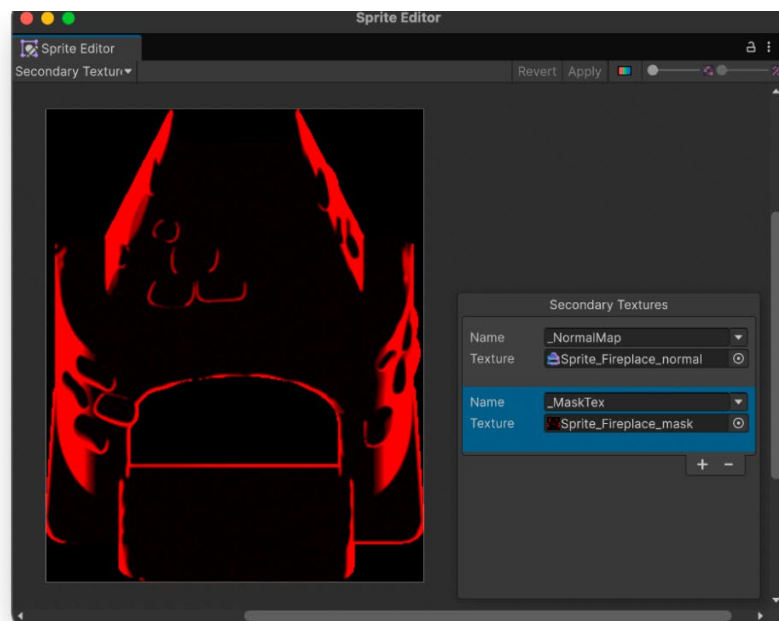 Sprite Editor
Sprite Editor
Secondary Textur
Revert Apply
Secondary Textures
Name _NormalMap
Texture Sprite_Fireplace_normal
Name _MaskTex
Texture Sprite_Fireplace_mask
+ −